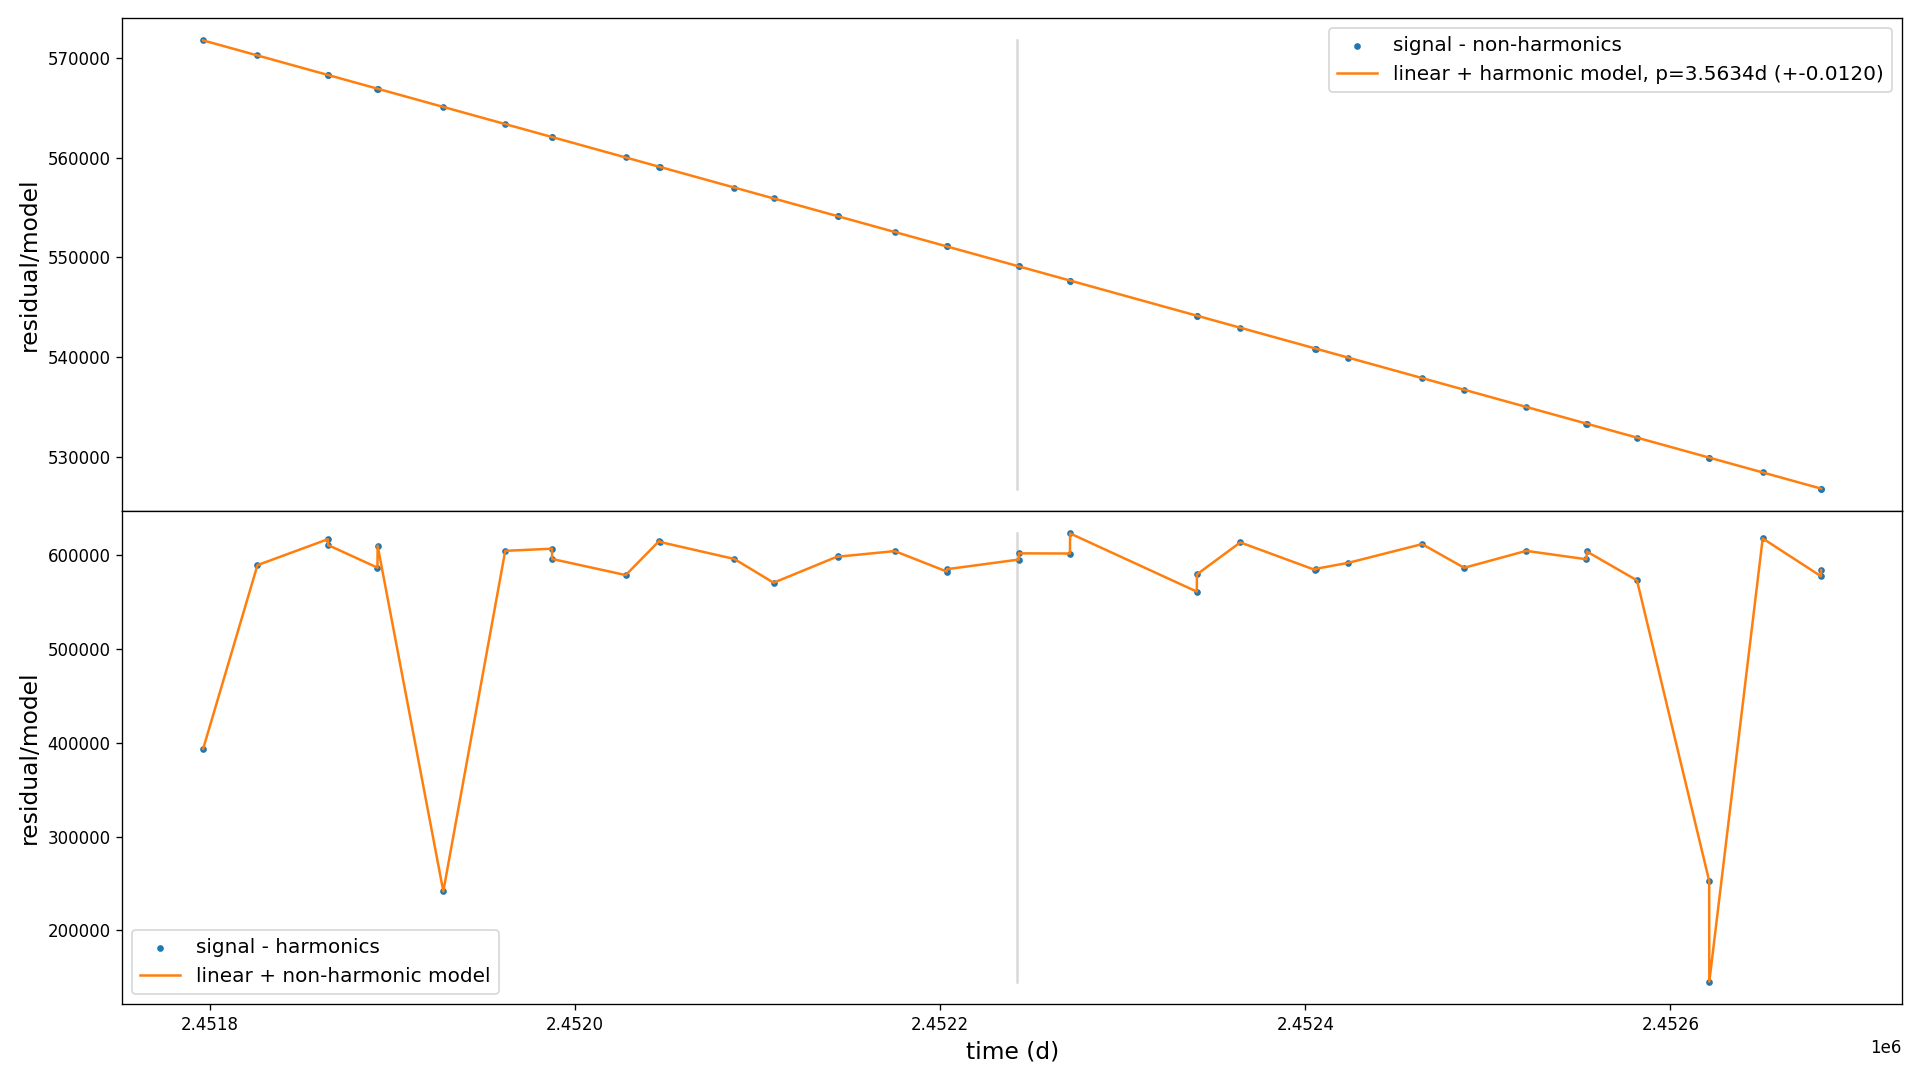 570000
560000
550000
540000
530000
residual/model
signal - non-harmonics
linear + harmonic model, p=3.5634d (+-0.0120)
600000
500000
400000
300000
200000
residual/model
signal - harmonics
linear + non-harmonic model
2.4518
2.4520
2.4522
2.4524
2.4526
1e6
time (d)